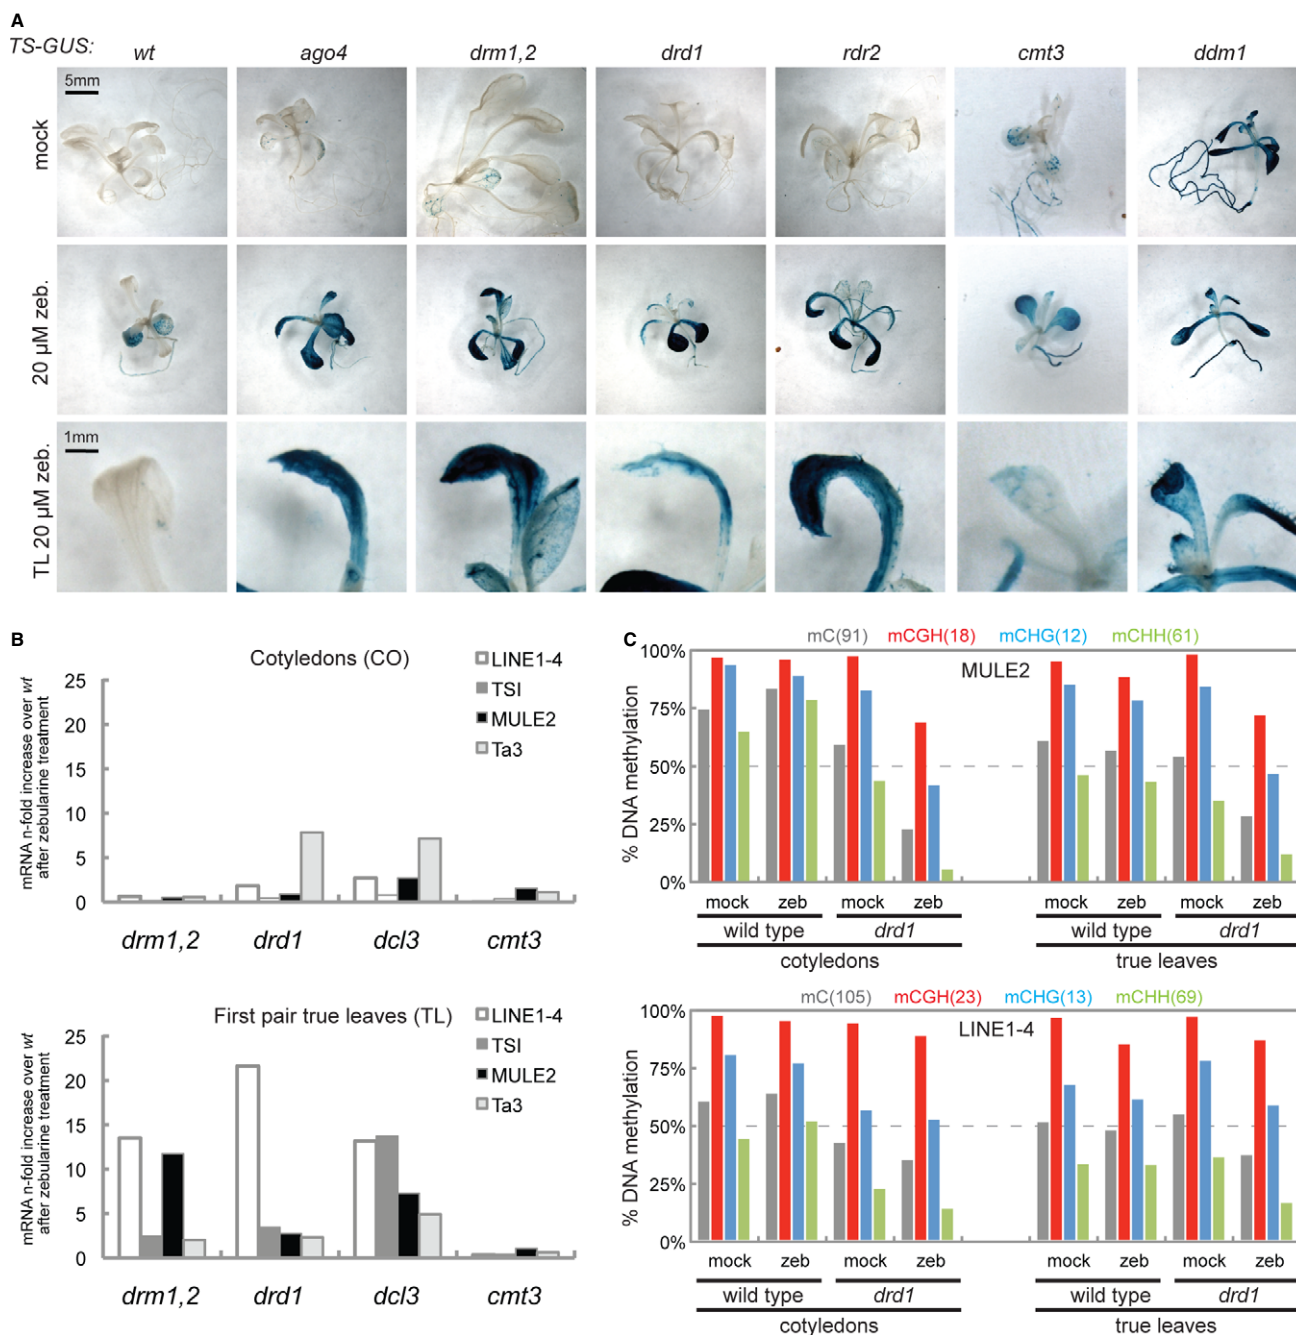 A
TS-GUS:
wt
ago4
drm1,2
drd1
rdr2
cmt3
ddm1
5mm
mock
20 µM zeb.
1mm
TL 20 µM zeb.
B
Cotyledons (CO)
LINE1-4
TSI
MULE2
Ta3
mRNA n-fold increase over wt
after zebularine treatment
25
20
15
10
5
0
drm1,2 drd1 dcl3 cmt3
First pair true leaves (TL)
LINE1-4
TSI
MULE2
Ta3
mRNA n-fold increase over wt
after zebularine treatment
25
20
15
10
5
0
drm1,2 drd1 dcl3 cmt3
C
mC(91) mCGH(18) mCHG(12) mCHH(61)
MULE2
% DNA methylation
100%
75%
50%
25%
0%
mock zeb mock zeb mock zeb mock zeb
wild type drd1 wild type drd1
cotyledons true leaves
mC(105) mCGH(23) mCHG(13) mCHH(69)
LINE1-4
% DNA methylation
100%
75%
50%
25%
0%
mock zeb mock zeb mock zeb mock zeb
wild type drd1 wild type drd1
cotyledons true leaves